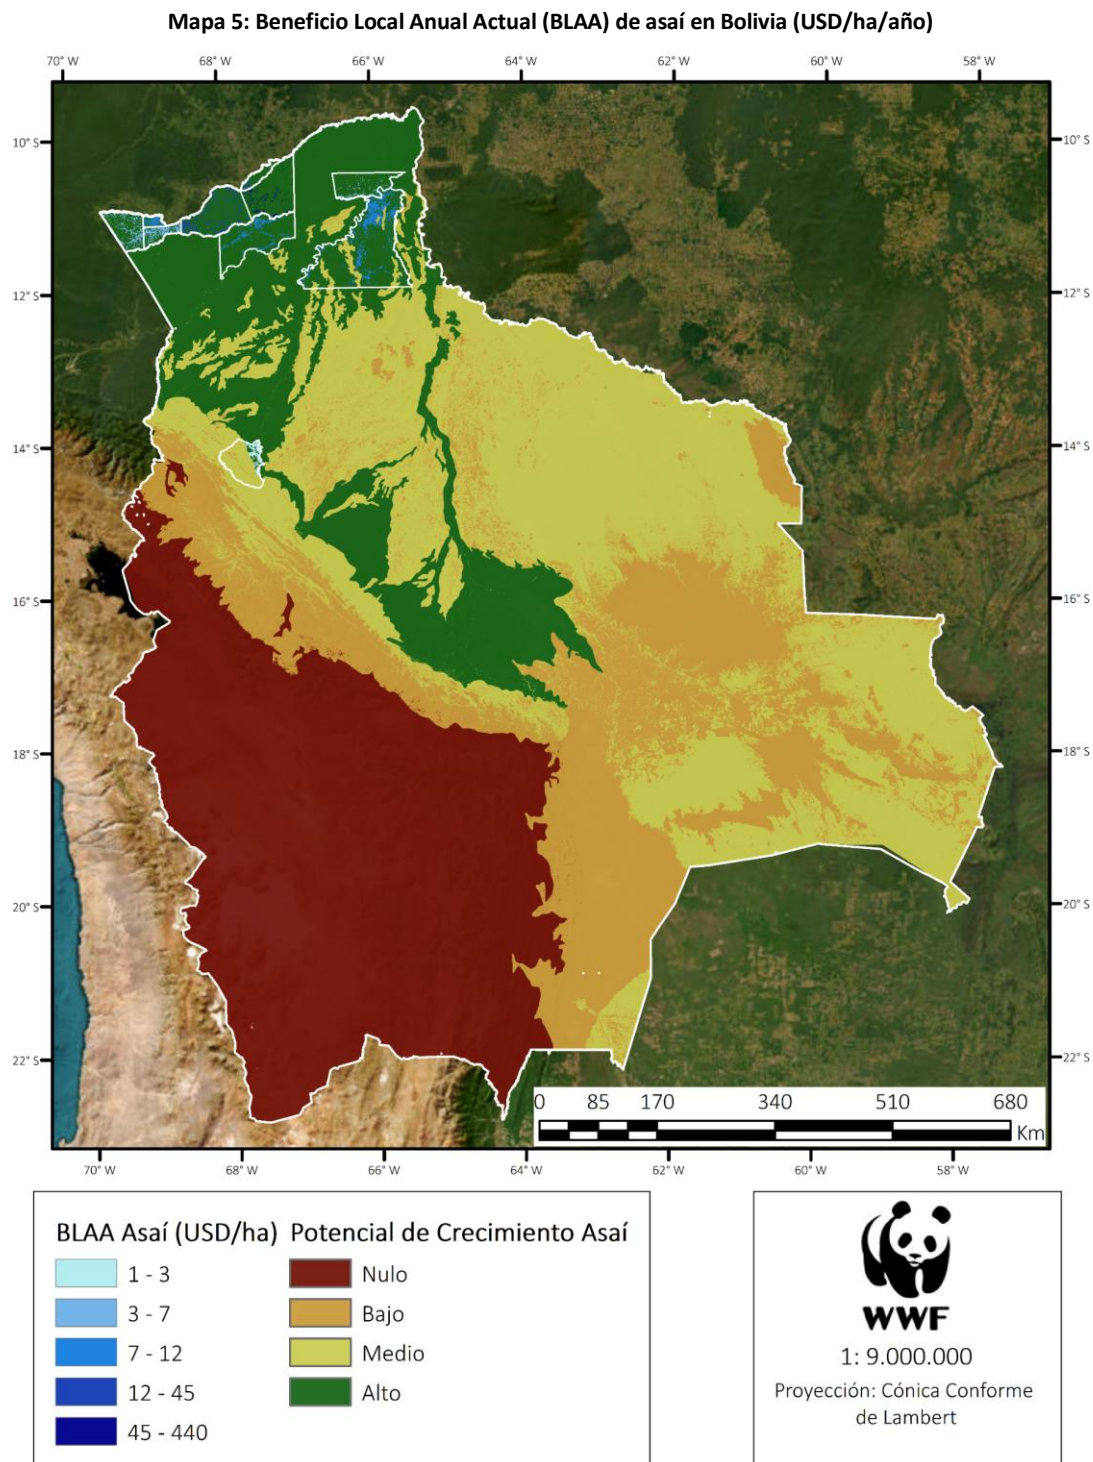 Mapa 5: Beneficio Local Anual Actual (BLAA) de asaí en Bolivia (USD/ha/año)
70° W 68° W 66° W 64° W 62° W 60° W 58° W
10° S 10° S
12° S 12° S
14° S 14° S
16° S 16° S
18° S 18° S
20° S 20° S
22° S 22° S
0 85 170 340 510 680
Km
70° W 68° W 66° W 64° W 62° W 60° W 58° W
BLAA Asaí (USD/ha)
1 - 3
3 - 7
7 - 12
12 - 45
45 - 440
Potencial de Crecimiento Asaí
Nulo
Bajo
Medio
Alto
WWF
1: 9.000.000
Proyección: Cónica Conforme
de Lambert